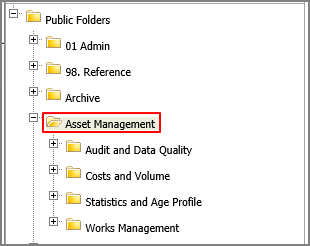 Public Folders
01 Admin
98. Reference
Archive
Asset Management
Audit and Data Quality
Costs and Volume
Statistics and Age Profile
Works Management